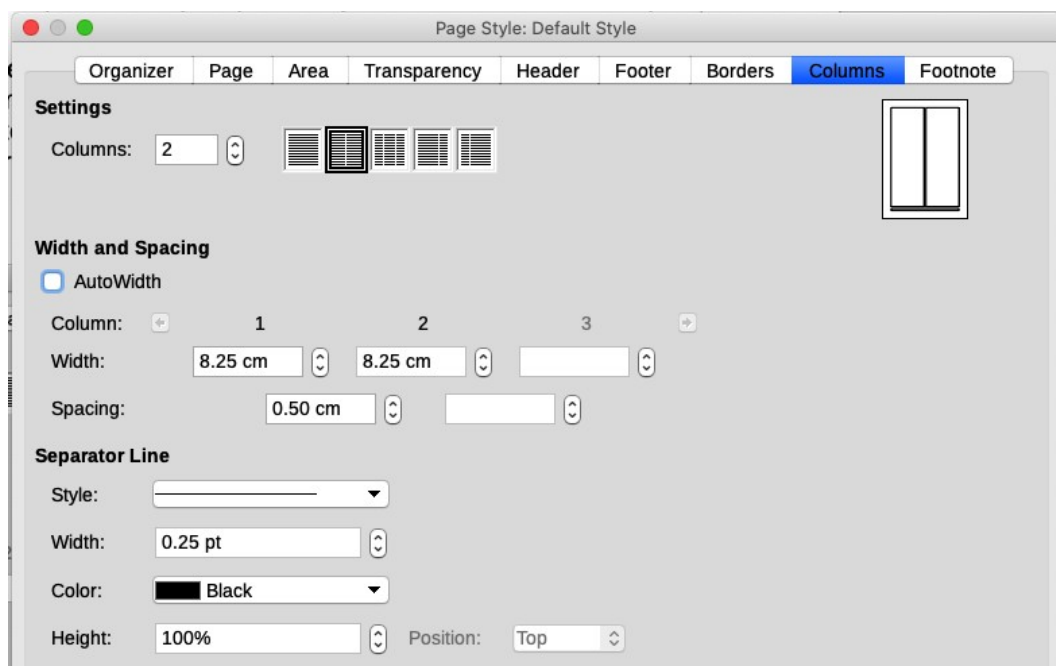 Page Style: Default Style
Organizer Page Area Transparency Header Footer Borders Columns Footnote
Settings
Columns: 2
Width and Spacing
AutoWidth
Column: 1 2 3
Width: 8.25 cm 8.25 cm
Spacing: 0.50 cm
Separator Line
Style:
Width: 0.25 pt
Color: Black
Height: 100% Position: Top